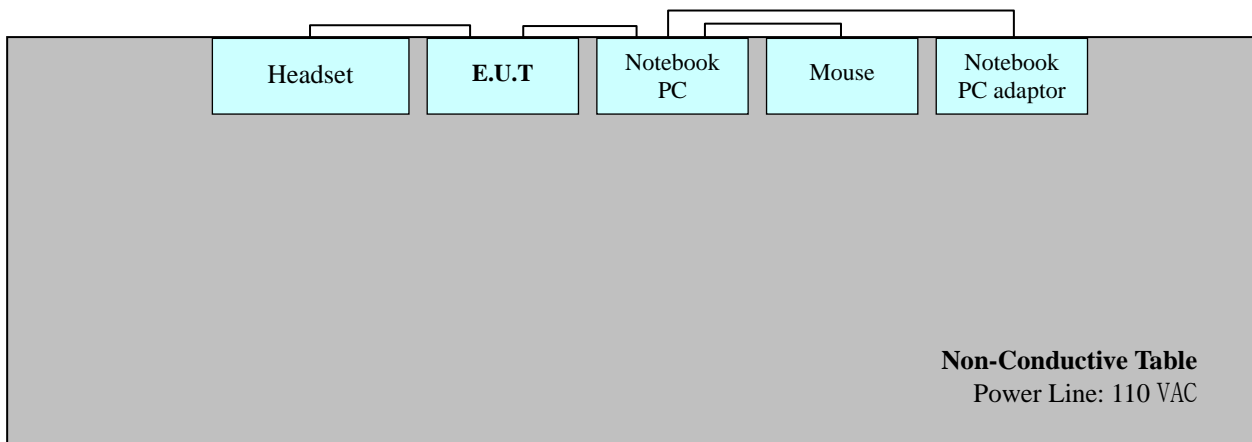 Headset
E.U.T
Notebook
PC
Mouse
Notebook
PC adaptor
Non-Conductive Table
Power Line: 110 VAC